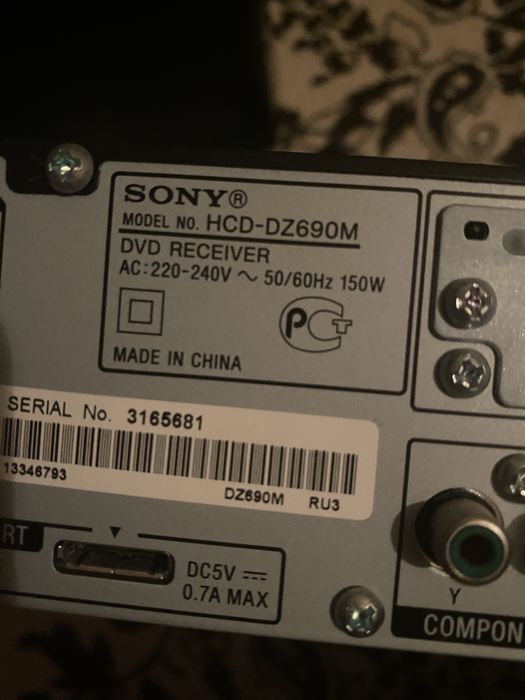 SONY®
MODEL NO. HCD-DZ690M
DVD RECEIVER
AC:220-240V ~ 50/60Hz 150W
РСТ
MADE IN CHINA
SERIAL No. 3165681
13346793
DZ690M RU3
RT
DC5V ⎓
0.7A MAX
Y
COMPON